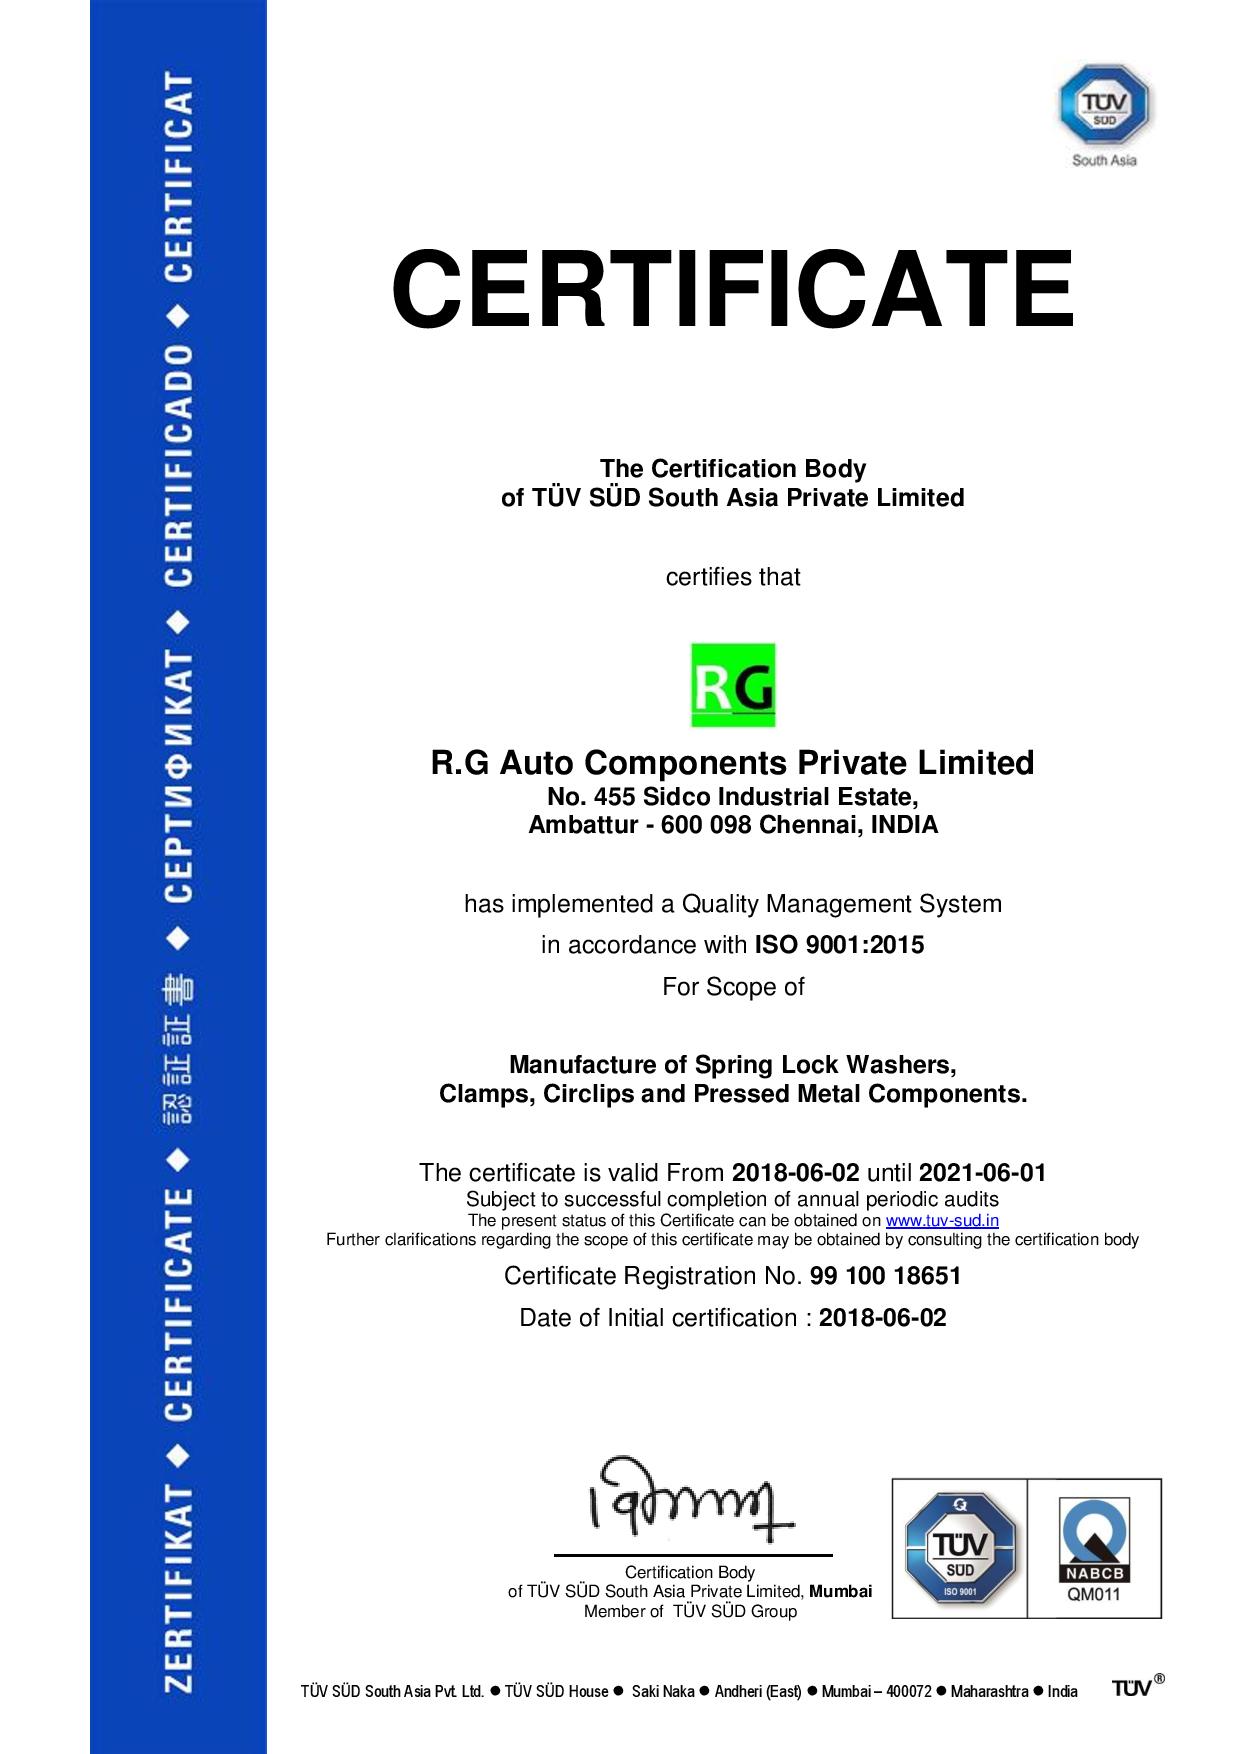 ZERTIFIKAT ◆ CERTIFICATE ◆ 認証証書 ◆ СЕРТИФИКАТ ◆ CERTIFICADO ◆ CERTIFICAT
TÜV
SÜD
South Asia
CERTIFICATE
The Certification Body
of TÜV SÜD South Asia Private Limited
certifies that
RG
R.G Auto Components Private Limited
No. 455 Sidco Industrial Estate,
Ambattur - 600 098 Chennai, INDIA
has implemented a Quality Management System
in accordance with ISO 9001:2015
For Scope of
Manufacture of Spring Lock Washers,
Clamps, Circlips and Pressed Metal Components.
The certificate is valid From 2018-06-02 until 2021-06-01
Subject to successful completion of annual periodic audits
The present status of this Certificate can be obtained on www.tuv-sud.in
Further clarifications regarding the scope of this certificate may be obtained by consulting the certification body
Certificate Registration No. 99 100 18651
Date of Initial certification : 2018-06-02
Certification Body
of TÜV SÜD South Asia Private Limited, Mumbai
Member of TÜV SÜD Group
Q
TÜV
SÜD
ISO 9001
NABCB
QM011
TÜV SÜD South Asia Pvt. Ltd. ● TÜV SÜD House ● Saki Naka ● Andheri (East) ● Mumbai – 400072 ● Maharashtra ● India
TÜV®